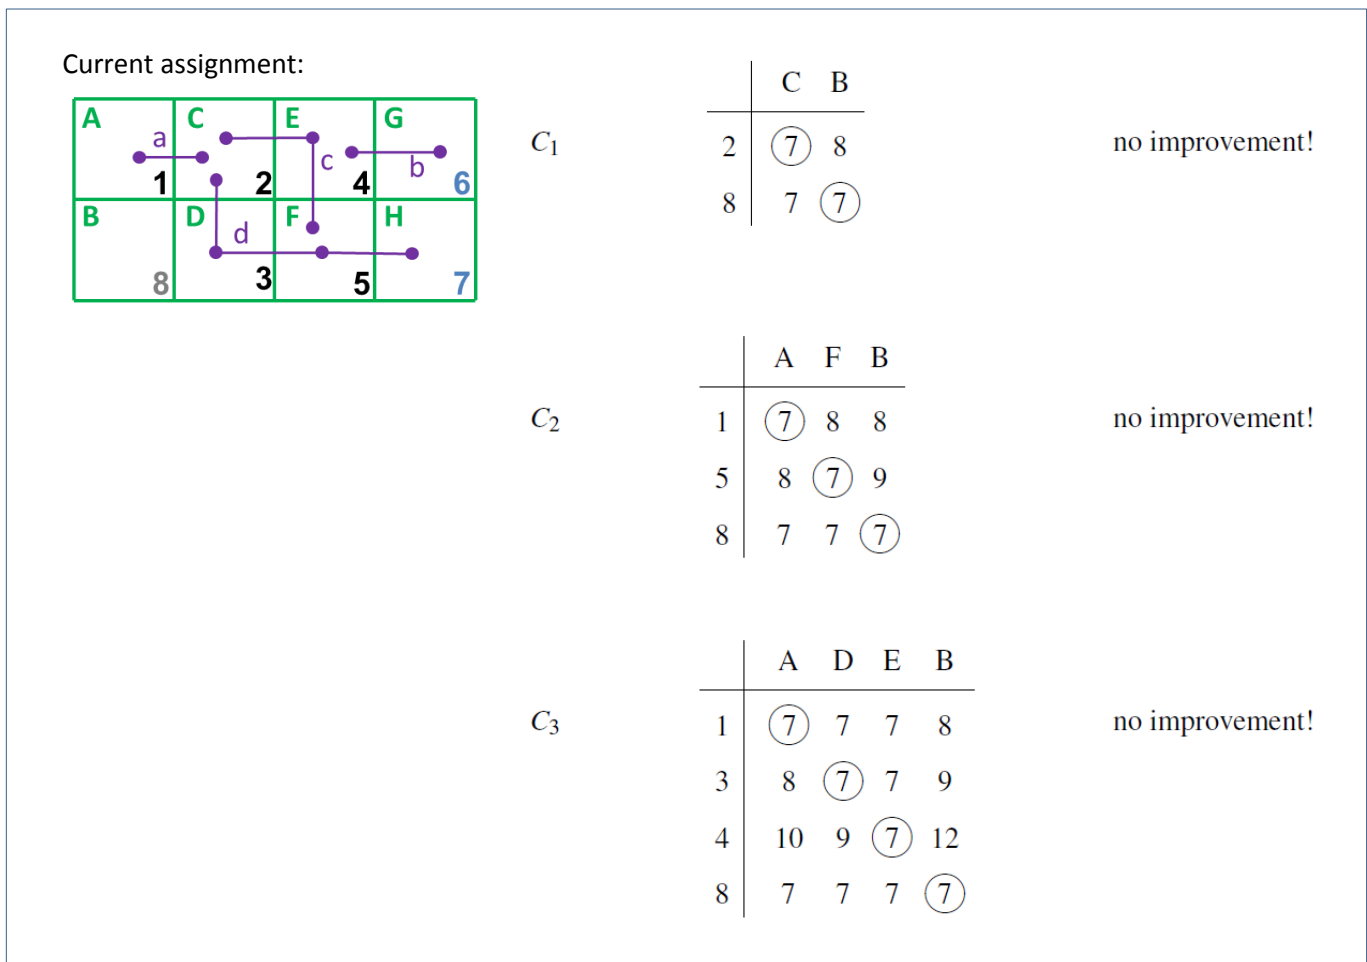 Current assignment:
A C E G
a c b
1 2 4 6
B D F H
d
8 3 5 7
C B
C1 2 7 8 no improvement!
8 7 7
A F B
C2 1 7 8 8 no improvement!
5 8 7 9
8 7 7 7
A D E B
C3 1 7 7 7 8 no improvement!
3 8 7 7 9
4 10 9 7 12
8 7 7 7 7